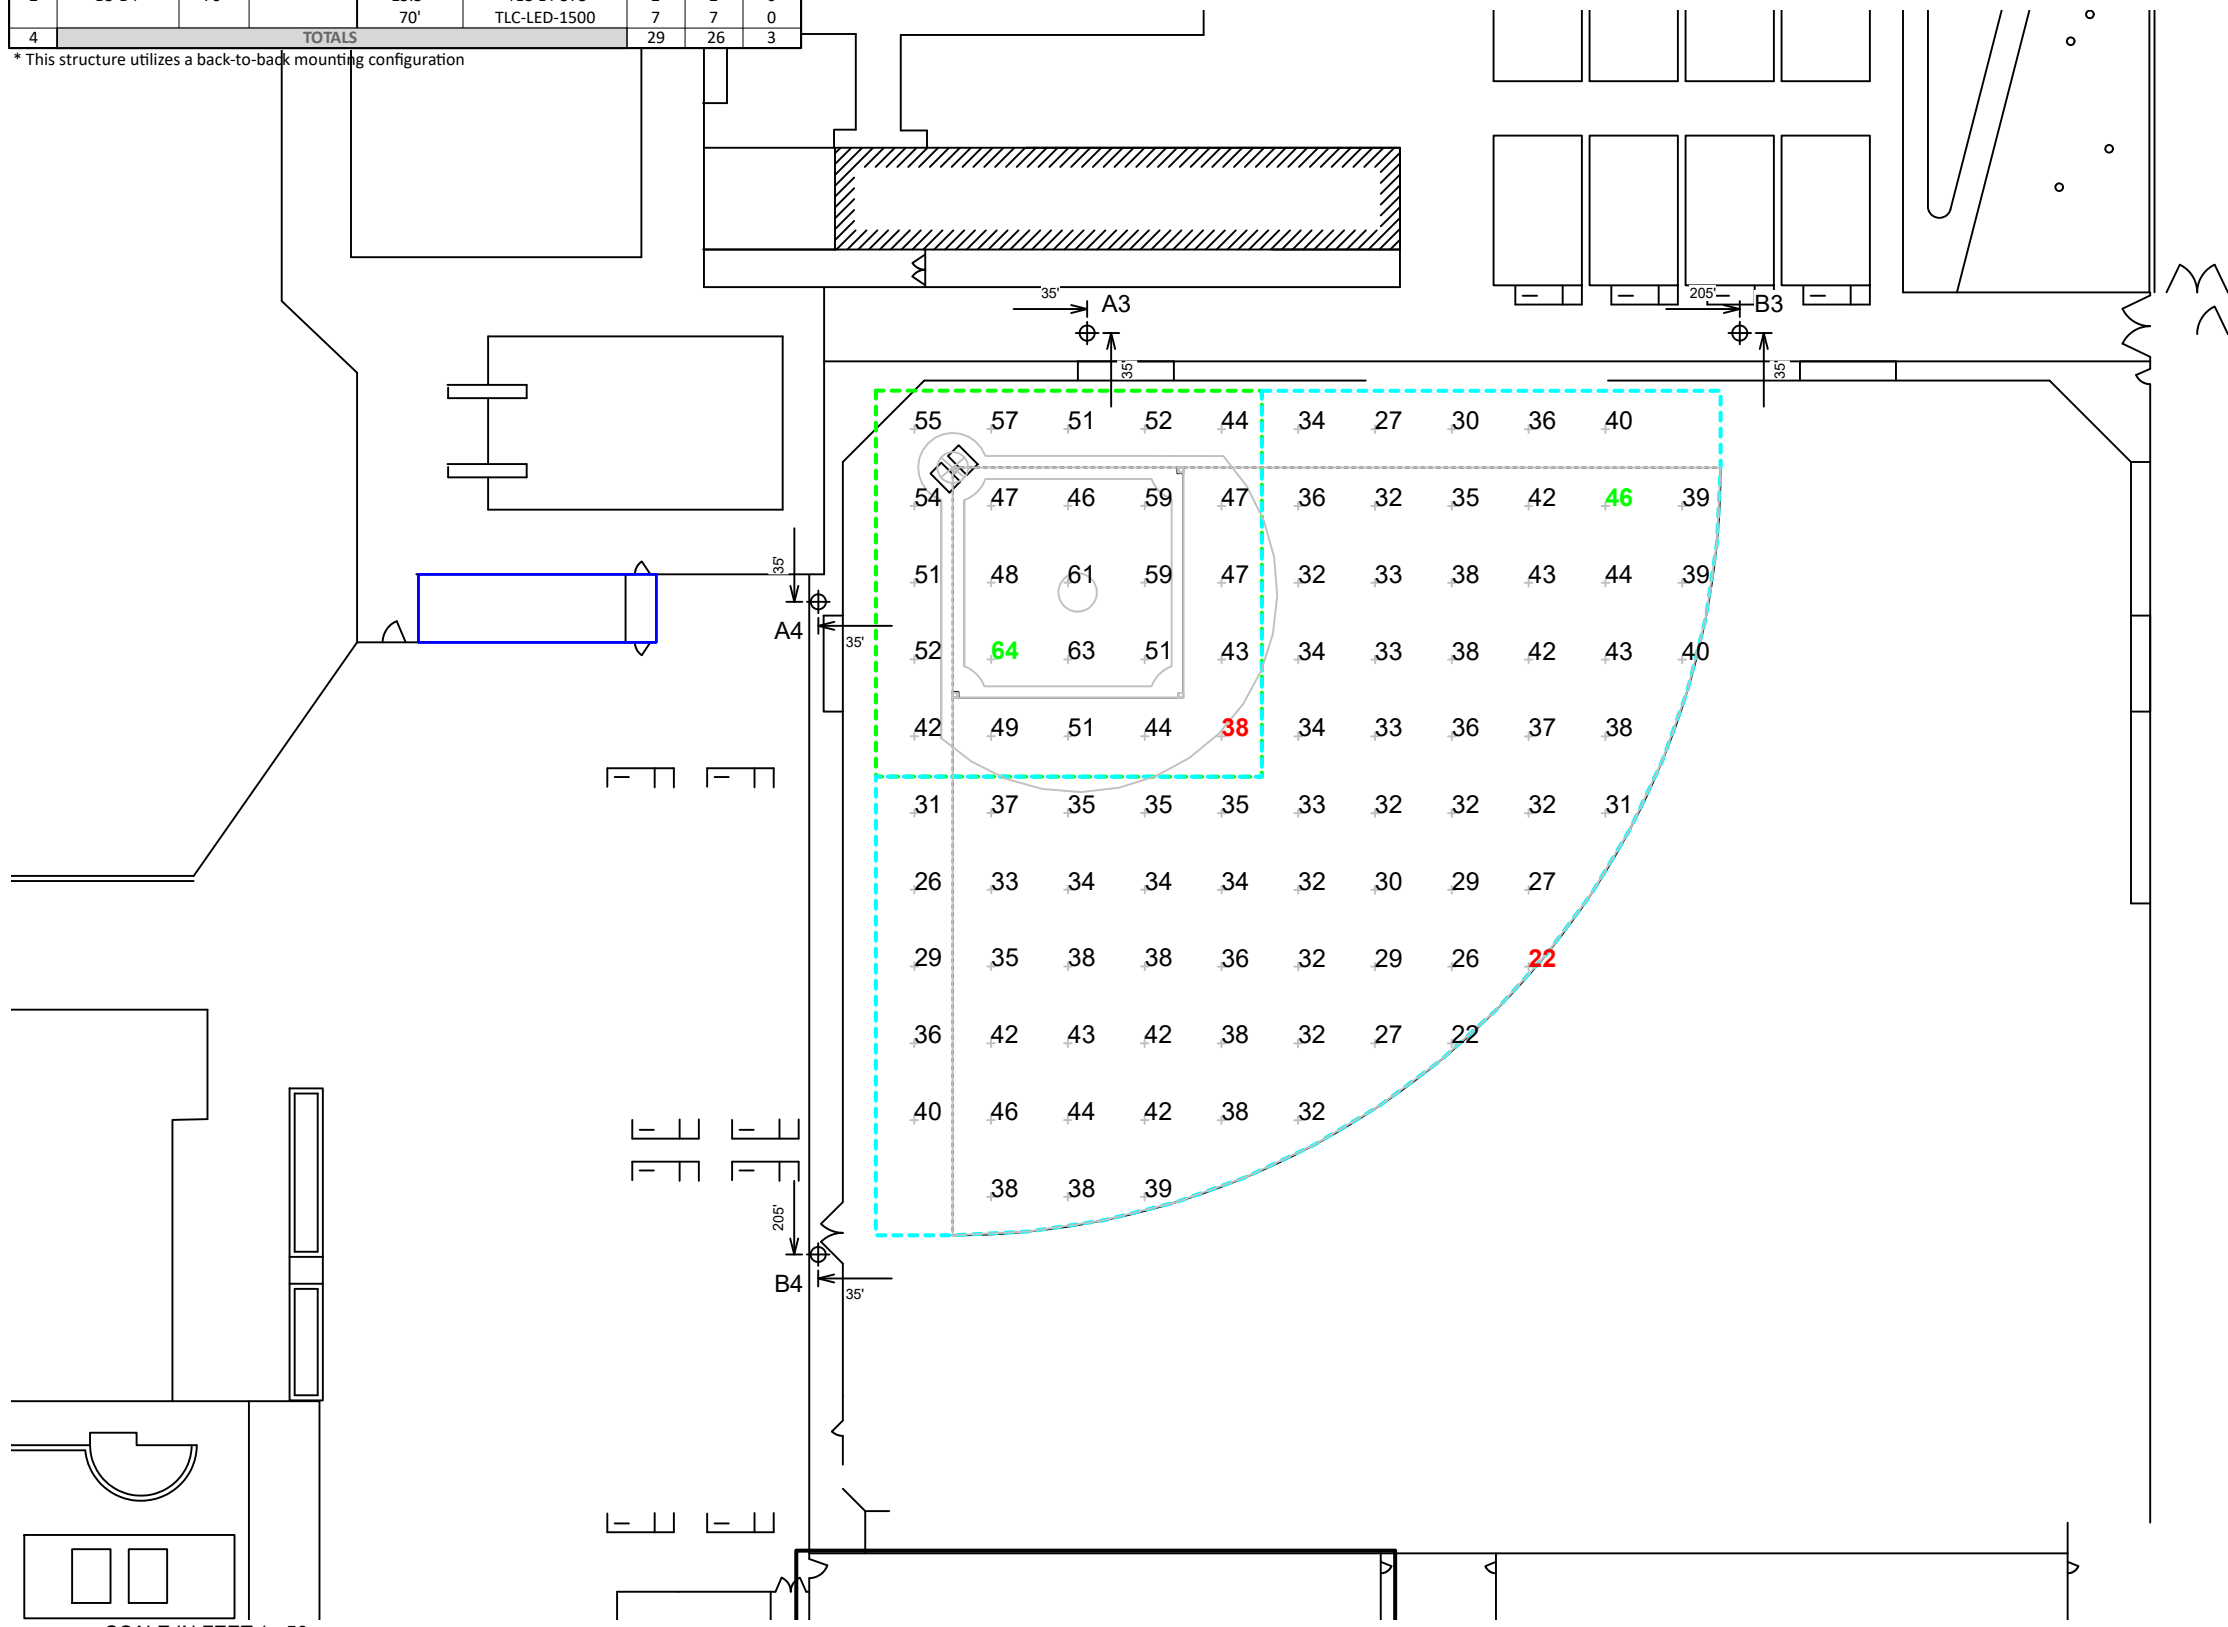 70' TLC-LED-1500 7 7 0
4 TOTALS 29 26 3
* This structure utilizes a back-to-back mounting configuration
35' A3
205' B3
35'
35'
55 57 51 52 44 34 27 30 36 40
54 47 46 59 47 36 32 35 42 46 39
35'
51 48 61 59 47 32 33 38 43 44 39
A4
35'
52 64 63 51 43 34 33 38 42 43 40
42 49 51 44 38 34 33 36 37 38
31 37 35 35 35 33 32 32 32 31
26 33 34 34 34 32 30 29 27
29 35 38 38 36 32 29 26 22
36 42 43 42 38 32 27 22
40 46 44 42 38 32
38 38 39
205'
B4
35'